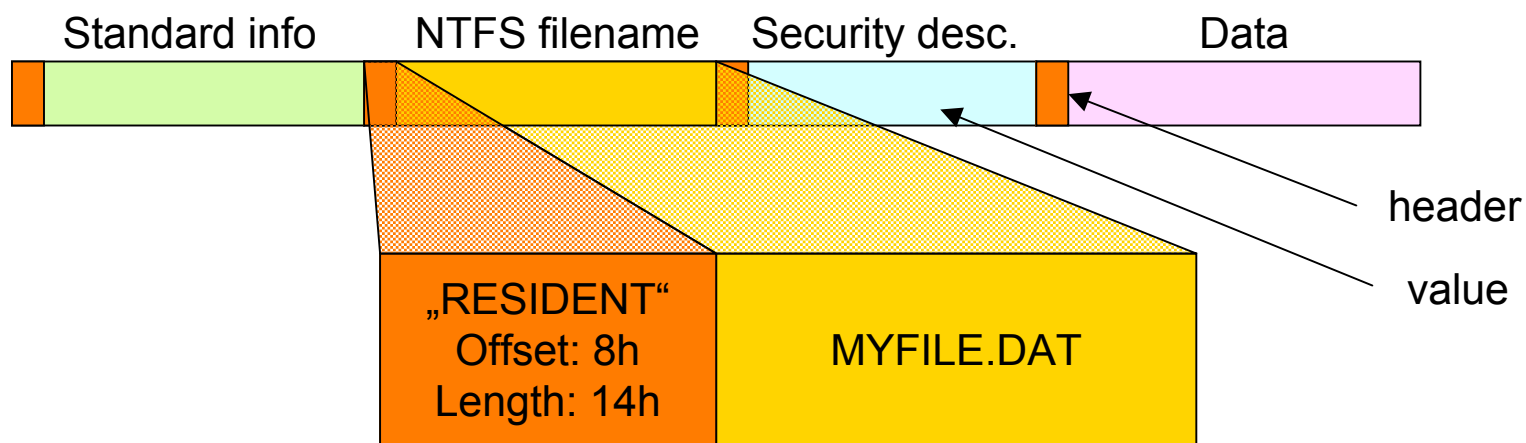 Standard info
NTFS filename
Security desc.
Data
header
value
„RESIDENT“
Offset: 8h
Length: 14h
MYFILE.DAT